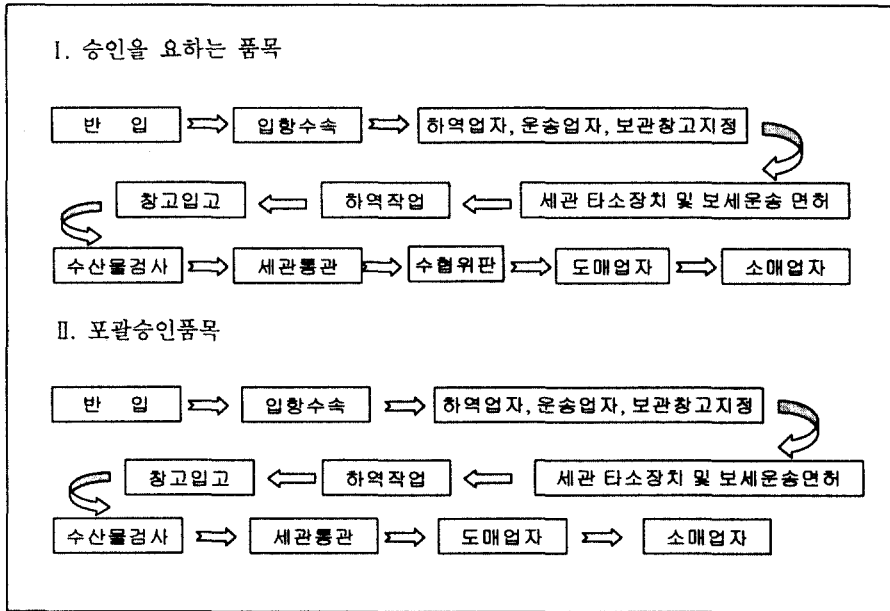 I. 승인을 요하는 품목
반 입 입항수속 하역업자, 운송업자, 보관창고지정
창고입고 하역작업 세관 타소장치 및 보세운송 면허
수산물검사 세관통관 수협위판 도매업자 소매업자
II. 포괄승인품목
반 입 입항수속 하역업자, 운송업자, 보관창고지정
창고입고 하역작업 세관 타소장치 및 보세운송면허
수산물검사 세관통관 도매업자 소매업자